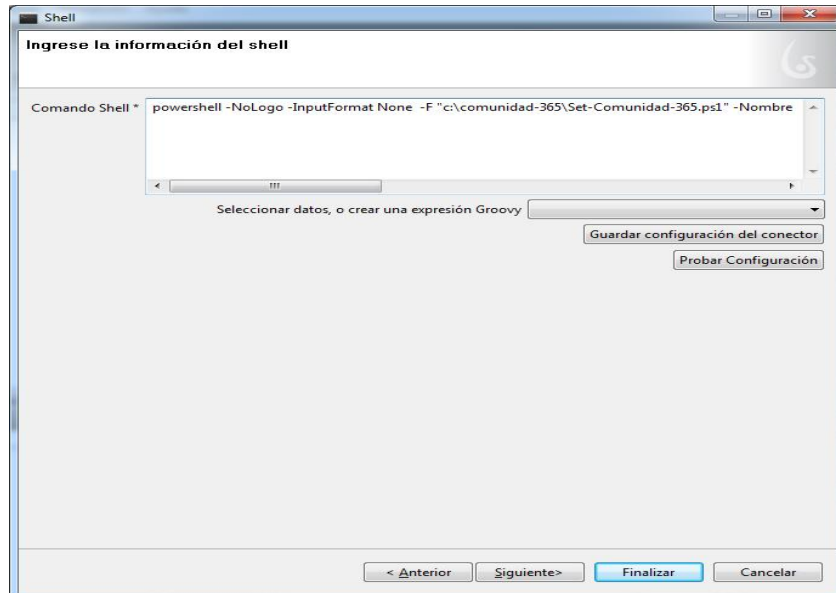 Shell
Ingrese la información del shell
Comando Shell * powershell -NoLogo -InputFormat None -F "c:\comunidad-365\Set-Comunidad-365.ps1" -Nombre
Seleccionar datos, o crear una expresión Groovy
Guardar configuración del conector
Probar Configuración
< Anterior Siguiente> Finalizar Cancelar